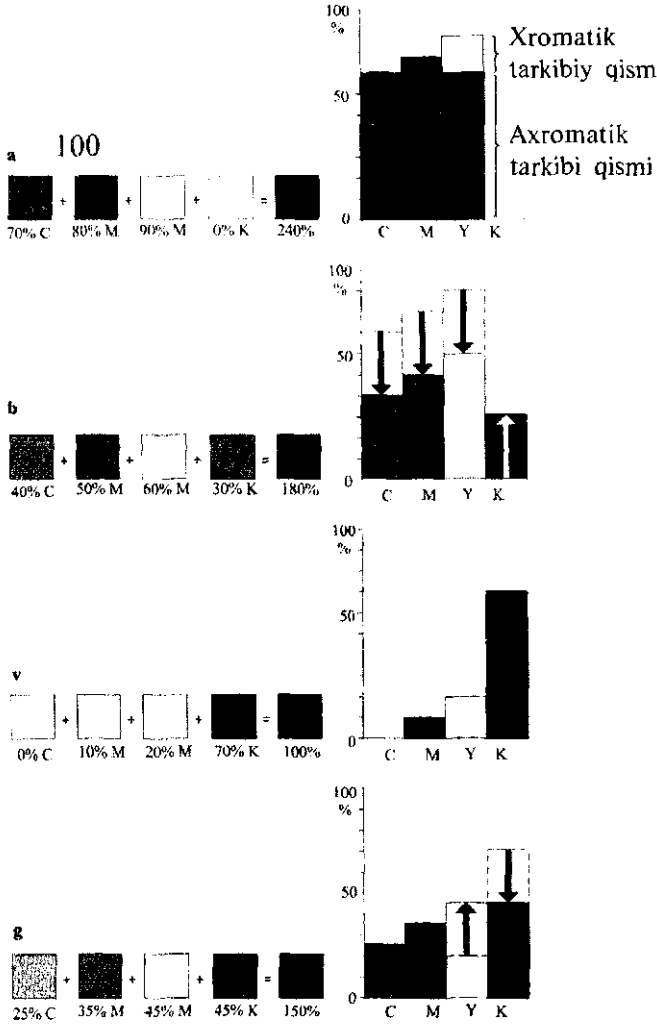 100
%
50
0
C M Y K
Xromatik
tarkibiy qism
Axromatik
tarkibi qismi
a 100
+ + + =
70% C 80% M 90% M 0% K 240%
100
%
50
0
C M Y K
b
+ + + =
40% C 50% M 60% M 30% K 180%
100
%
50
0
C M Y K
v
+ + + =
0% C 10% M 20% M 70% K 100%
100
%
50
0
C M Y K
g
+ + + =
25% C 35% M 45% M 45% K 150%